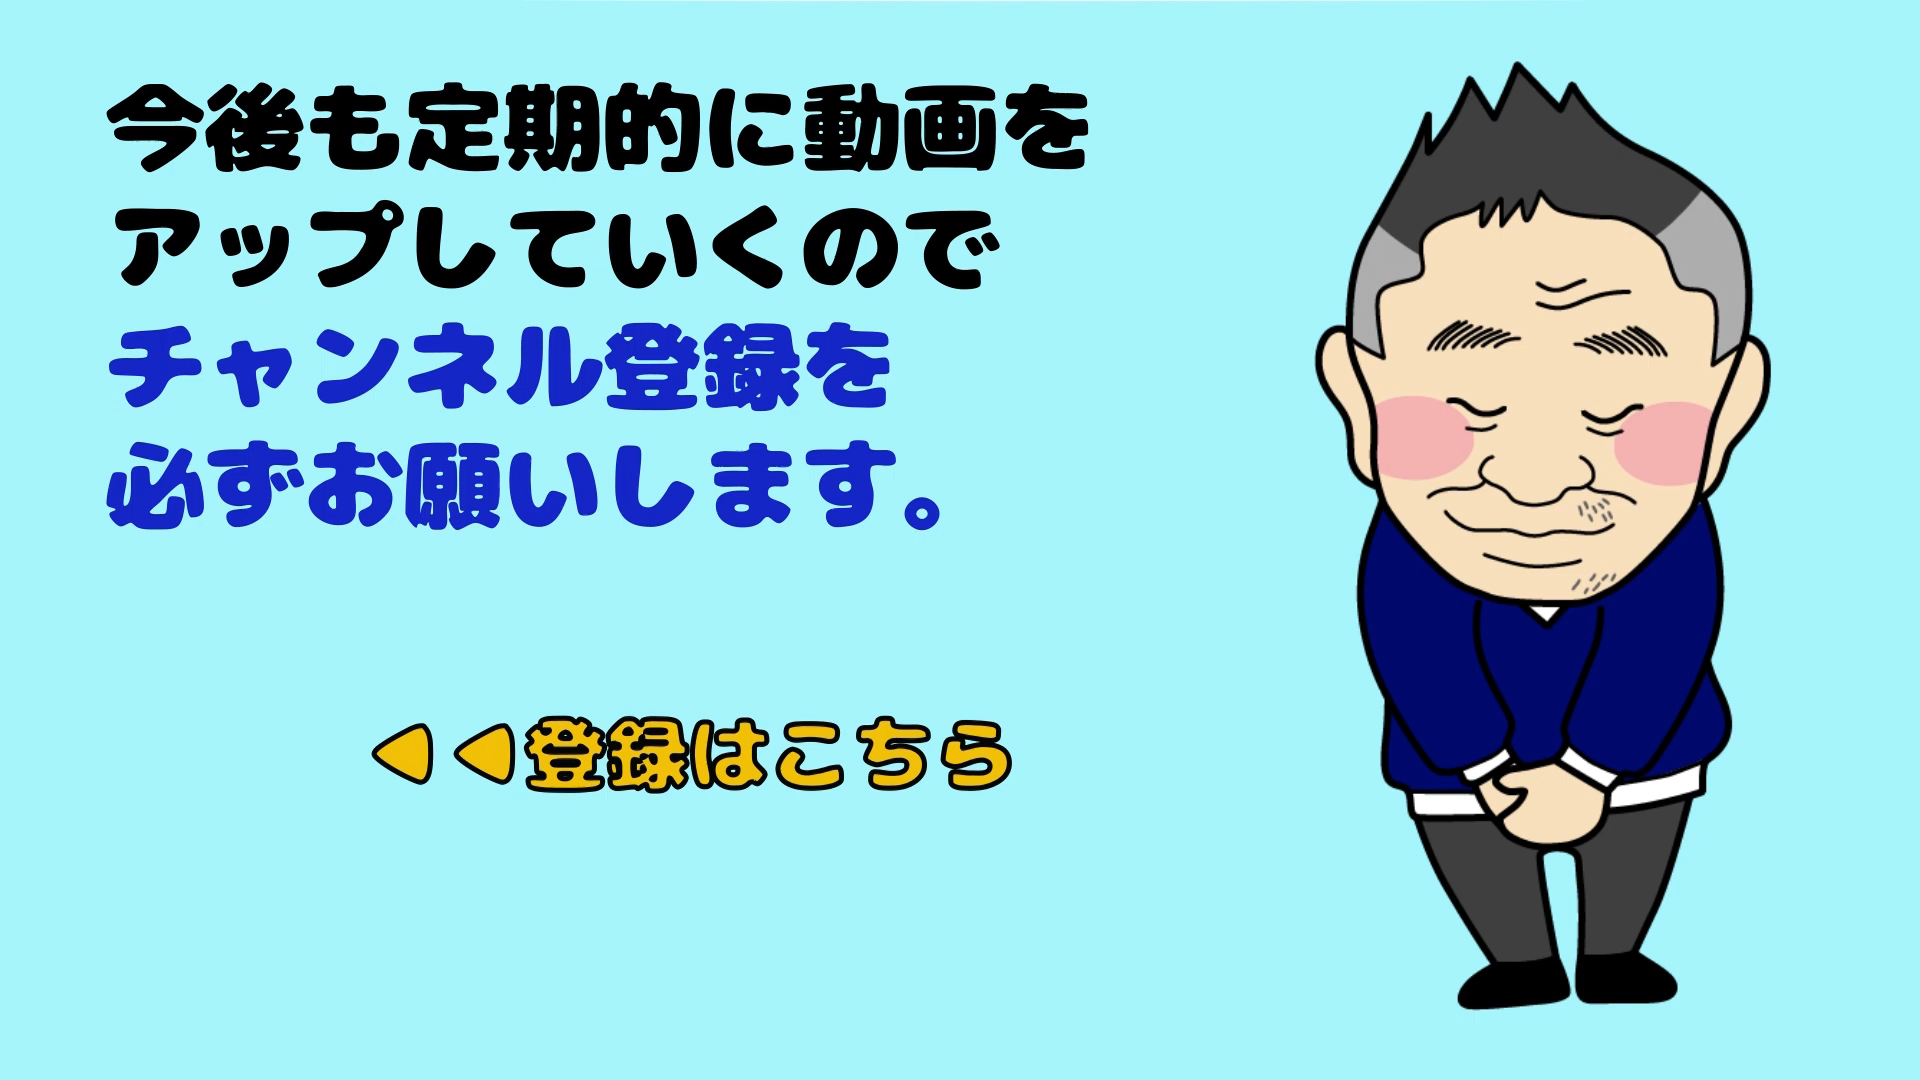 今後も定期的に動画を
アップしていくので
チャンネル登録を
必ずお願いします。
◀◀登録はこちら